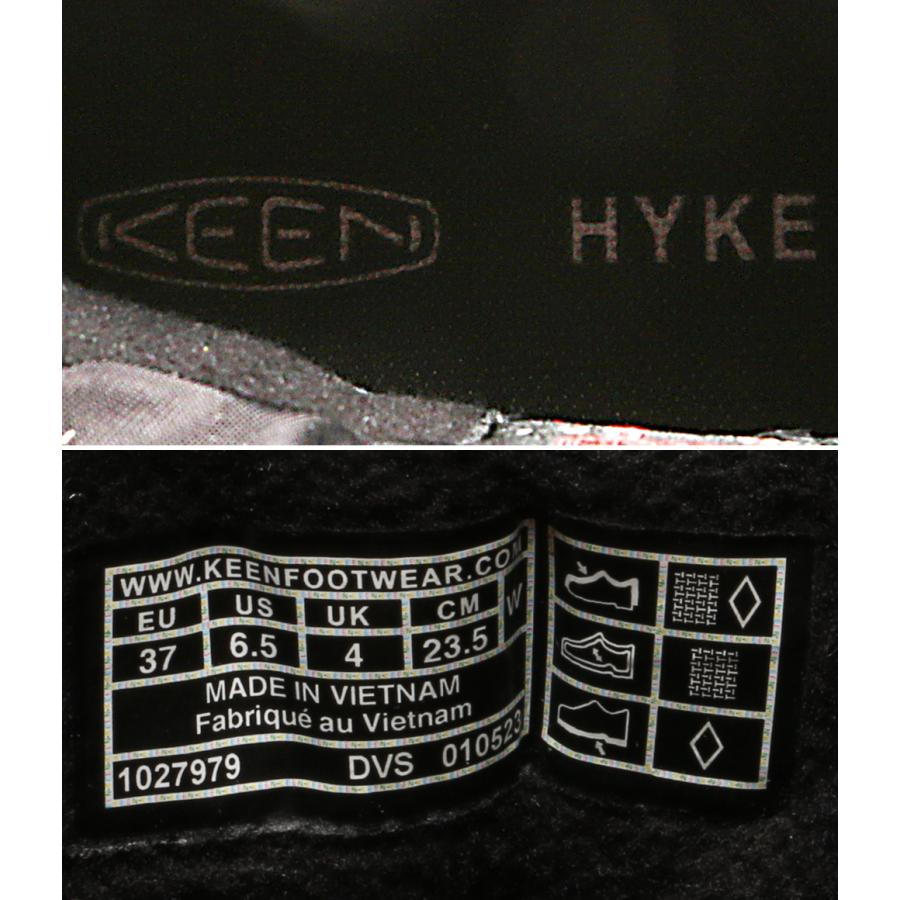 KEEN HYKE
WWW.KEENFOOTWEAR.COM
EU US UK CM W
37 6.5 4 23.5
MADE IN VIETNAM
Fabriqué au Vietnam
1027979 DVS 010523